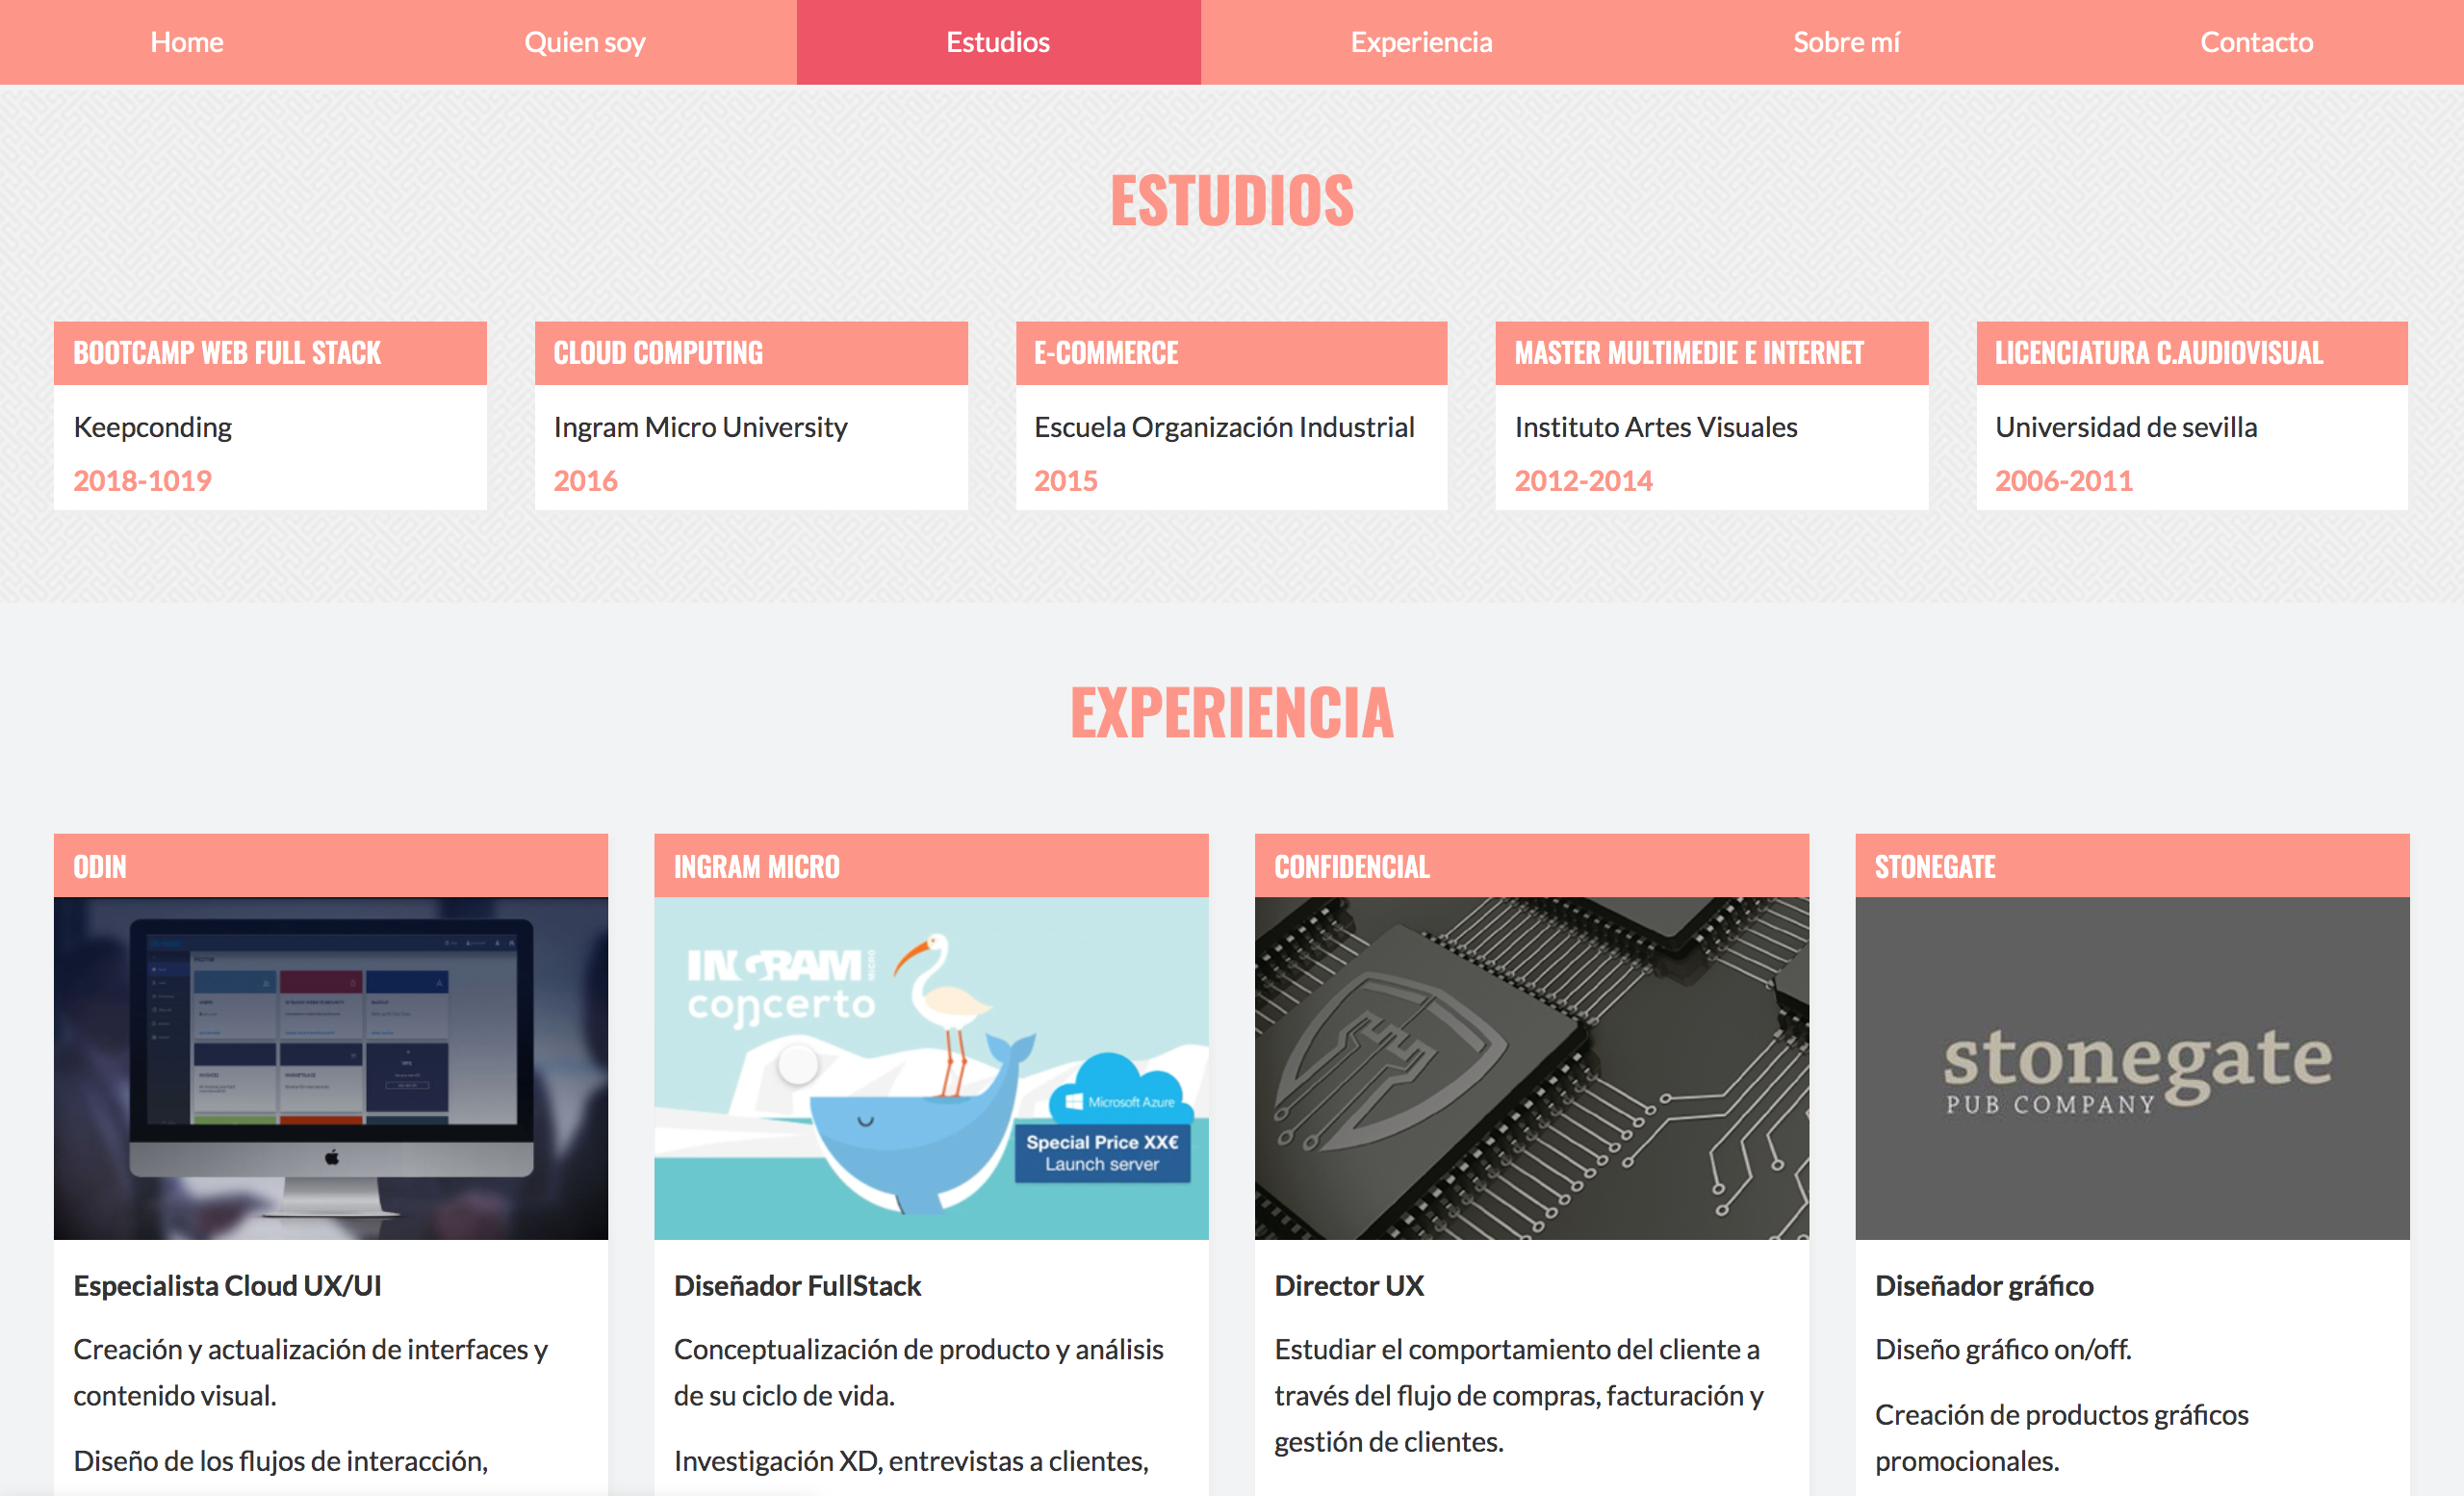 Home
Quien soy
Estudios
Experiencia
Sobre mí
Contacto
ESTUDIOS
BOOTCAMP WEB FULL STACK
Keepconding
2018-1019
CLOUD COMPUTING
Ingram Micro University
2016
E-COMMERCE
Escuela Organización Industrial
2015
MASTER MULTIMEDIE E INTERNET
Instituto Artes Visuales
2012-2014
LICENCIATURA C.AUDIOVISUAL
Universidad de sevilla
2006-2011
EXPERIENCIA
ODIN
Home
Especialista Cloud UX/UI
Creación y actualización de interfaces y
contenido visual.
Diseño de los flujos de interacción,
INGRAM MICRO
INGRAM MICRO
concerto
Microsoft Azure
Special Price XX€
Launch server
Diseñador FullStack
Conceptualización de producto y análisis
de su ciclo de vida.
Investigación XD, entrevistas a clientes,
CONFIDENCIAL
Director UX
Estudiar el comportamiento del cliente a
través del flujo de compras, facturación y
gestión de clientes.
STONEGATE
stonegate
PUB COMPANY
Diseñador gráfico
Diseño gráfico on/off.
Creación de productos gráficos
promocionales.